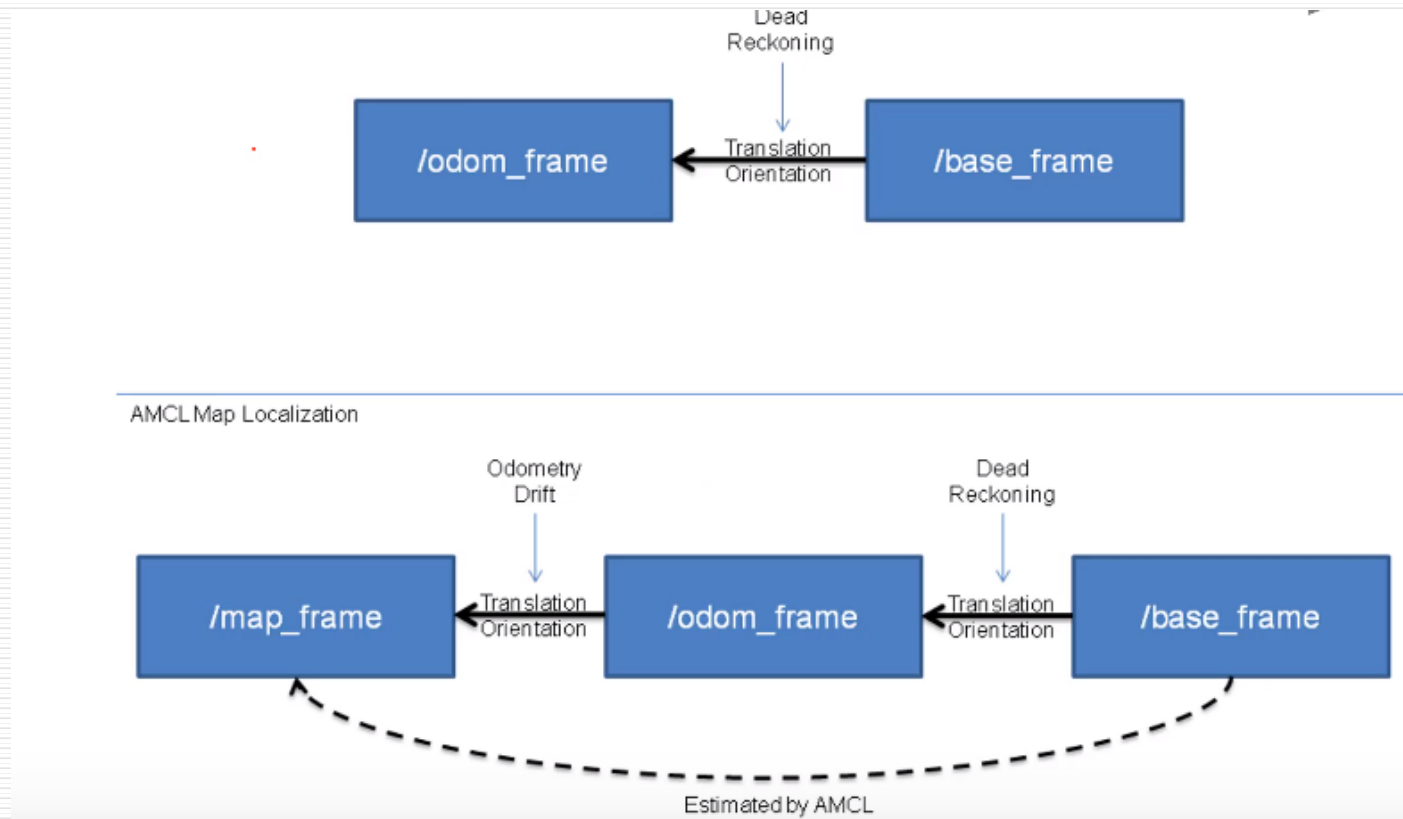 Dead
Reckoning
/odom_frame
Translation
Orientation
/base_frame
AMCL Map Localization
Odometry
Drift
Dead
Reckoning
/map_frame
Translation
Orientation
/odom_frame
Translation
Orientation
/base_frame
Estimated by AMCL